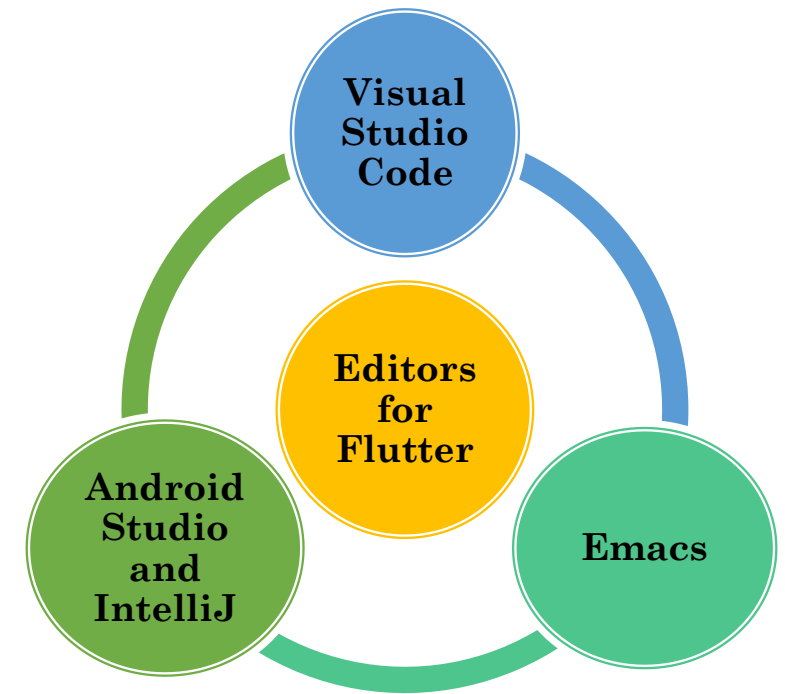 Visual
Studio
Code
Editors
for
Flutter
Android
Studio
and
IntelliJ
Emacs